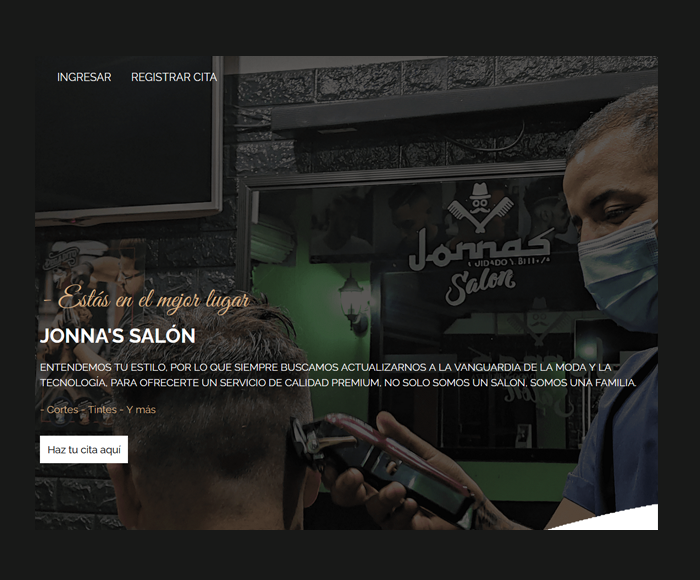 INGRESAR REGISTRAR CITA
Jonnas
Salon
- Estás en el mejor lugar
JONNA'S SALÓN
ENTENDEMOS TU ESTILO, POR LO QUE SIEMPRE BUSCAMOS ACTUALIZARNOS A LA VANGUARDIA DE LA MODA Y LA
TECNOLOGÍA, PARA OFRECERTE UN SERVICIO DE CALIDAD PREMIUM, NO SOLO SOMOS UN SALON, SOMOS UNA FAMILIA.
- Cortes - Tintes - Y más
Haz tu cita aquí